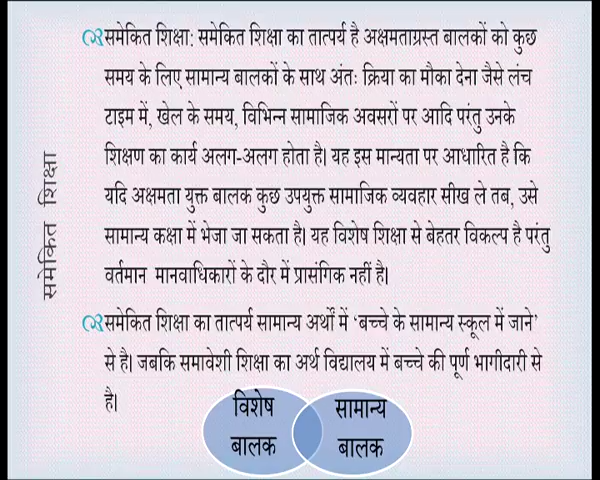 समेकित शिक्षा
समेकित शिक्षा: समेकित शिक्षा का तात्पर्य है अक्षमताग्रस्त बालकों को कुछ
समय के लिए सामान्य बालकों के साथ अंतः क्रिया का मौका देना जैसे लंच
टाइम में, खेल के समय, विभिन्न सामाजिक अवसरों पर आदि परंतु उनके
शिक्षण का कार्य अलग-अलग होता है। यह इस मान्यता पर आधारित है कि
यदि अक्षमता युक्त बालक कुछ उपयुक्त सामाजिक व्यवहार सीख ले तब, उसे
सामान्य कक्षा में भेजा जा सकता है। यह विशेष शिक्षा से बेहतर विकल्प है परंतु
वर्तमान मानवाधिकारों के दौर में प्रासंगिक नहीं है।
समेकित शिक्षा का तात्पर्य सामान्य अर्थों में ‘बच्चे के सामान्य स्कूल में जाने’
से है। जबकि समावेशी शिक्षा का अर्थ विद्यालय में बच्चे की पूर्ण भागीदारी से
है।
विशेष
बालक
सामान्य
बालक